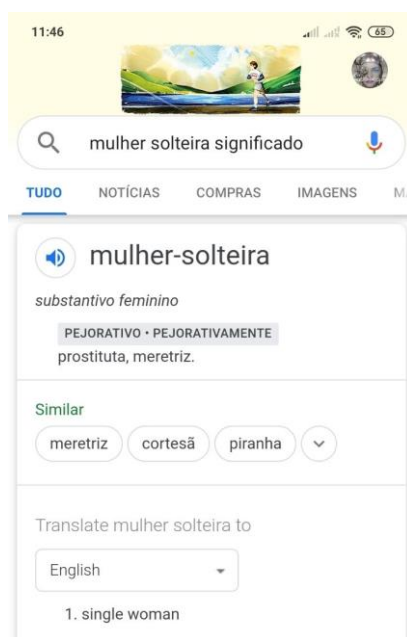 11:46
65
mulher solteira significado
TUDO NOTÍCIAS COMPRAS IMAGENS
mulher-solteira
substantivo feminino
PEJORATIVO • PEJORATIVAMENTE
prostituta, meretriz.
Similar
meretriz cortesã piranha
Translate mulher solteira to
English
1. single woman